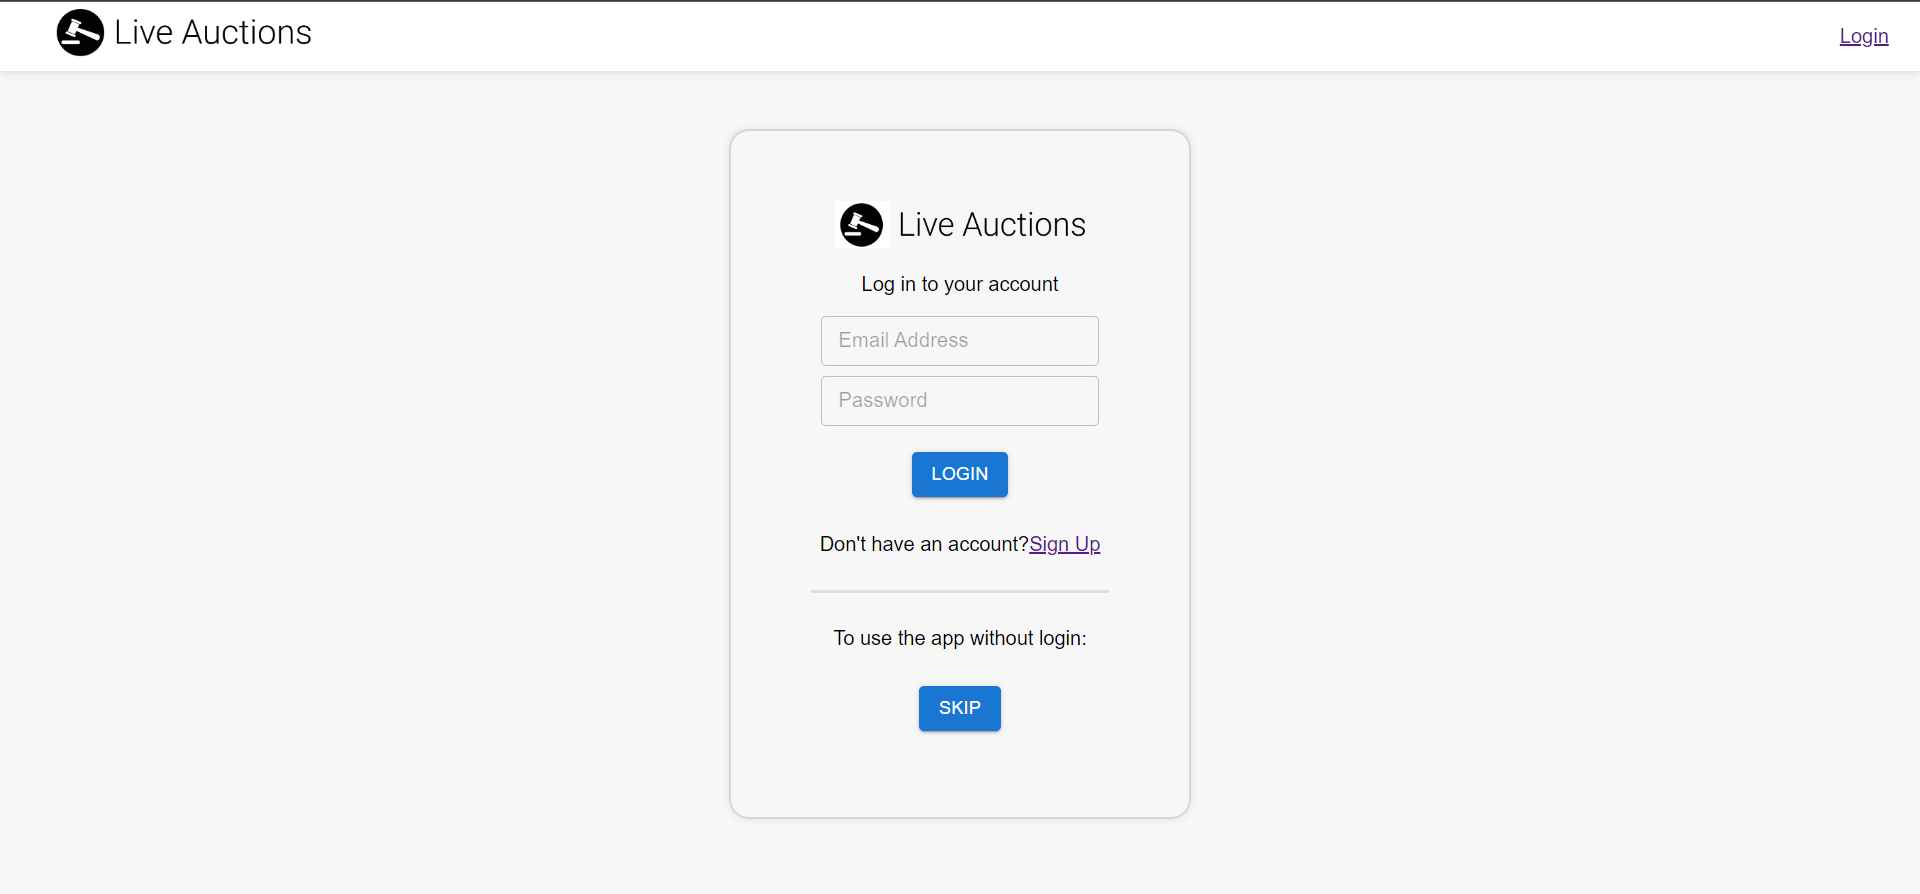 Live Auctions
Login
Live Auctions
Log in to your account
Email Address
Password
LOGIN
Don't have an account?Sign Up
To use the app without login:
SKIP